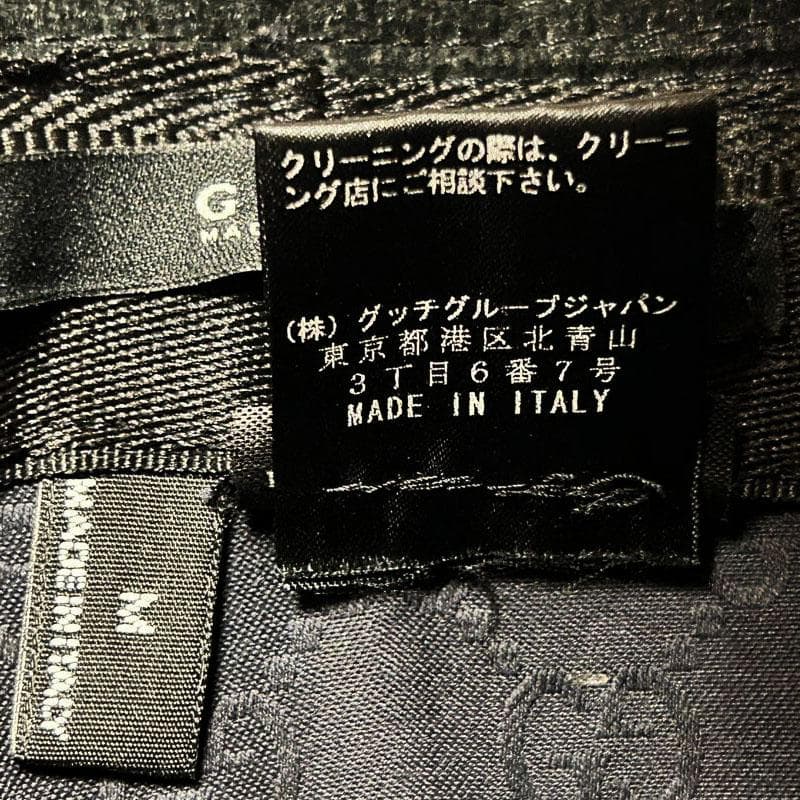 クリーニングの際は、クリーニ
ング店にご相談下さい。
(株) グッチグループジャパン
東京都港区北青山
3丁目6番7号
MADE IN ITALY
G
MA
M
MADE IN ITALY